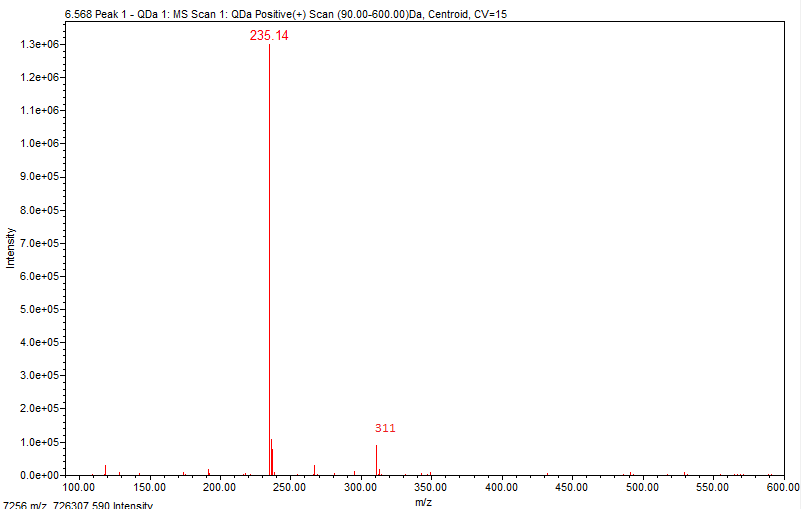 6.568 Peak 1 - QDa 1: MS Scan 1: QDa Positive(+) Scan (90.00-600.00)Da, Centroid, CV=15
235.14
1.3e+06
1.2e+06
1.1e+06
1.0e+06
9.0e+05
8.0e+05
7.0e+05
6.0e+05
5.0e+05
4.0e+05
3.0e+05
2.0e+05
1.0e+05
0.0e+00
Intensity
311
100.00 150.00 200.00 250.00 300.00 350.00 400.00 450.00 500.00 550.00 600.00
m/z
7256 m/z, 726307.590 Intensity